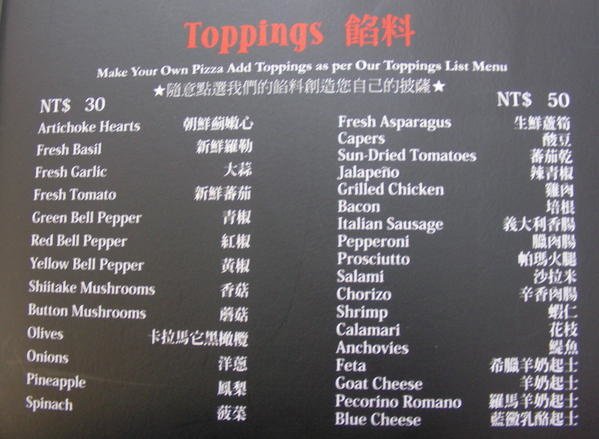 Toppings 餡料
Make Your Own Pizza Add Toppings as per Our Toppings List Menu
★隨意點選我們的餡料創造您自己的披薩★
NT$ 30
Artichoke Hearts 朝鮮薊嫩心
Fresh Basil 新鮮羅勒
Fresh Garlic 大蒜
Fresh Tomato 新鮮蕃茄
Green Bell Pepper 青椒
Red Bell Pepper 紅椒
Yellow Bell Pepper 黃椒
Shiitake Mushrooms 香菇
Button Mushrooms 蘑菇
Olives 卡拉馬它黑橄欖
Onions 洋蔥
Pineapple 鳳梨
Spinach 菠菜
NT$ 50
Fresh Asparagus 生鮮蘆筍
Capers 酸豆
Sun-Dried Tomatoes 蕃茄乾
Jalapeño 辣青椒
Grilled Chicken 雞肉
Bacon 培根
Italian Sausage 義大利香腸
Pepperoni 臘肉腸
Prosciutto 帕瑪火腿
Salami 沙拉米
Chorizo 辛香肉腸
Shrimp 蝦仁
Calamari 花枝
Anchovies 鯷魚
Feta 希臘羊奶起士
Goat Cheese 羊奶起士
Pecorino Romano 羅馬羊奶起士
Blue Cheese 藍黴乳酪起士